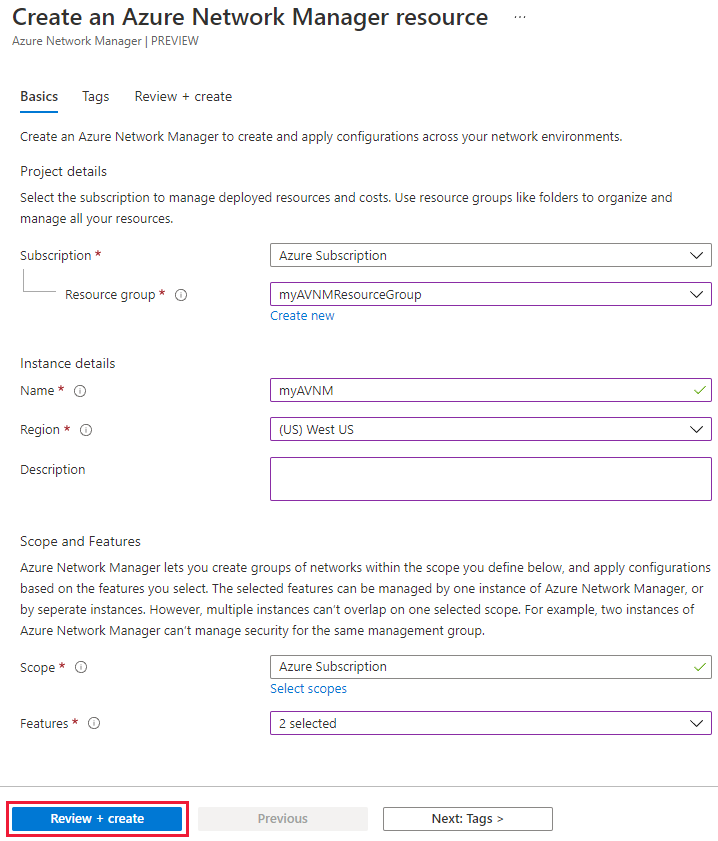 Create an Azure Network Manager resource ...
Azure Network Manager | PREVIEW
Basics Tags Review + create
Create an Azure Network Manager to create and apply configurations across your network environments.
Project details
Select the subscription to manage deployed resources and costs. Use resource groups like folders to organize and
manage all your resources.
Subscription * Azure Subscription
Resource group * myAVNMResourceGroup
Create new
Instance details
Name * myAVNM
Region * (US) West US
Description
Scope and Features
Azure Network Manager lets you create groups of networks within the scope you define below, and apply configurations
based on the features you select. The selected features can be managed by one instance of Azure Network Manager, or
by seperate instances. However, multiple instances can't overlap on one selected scope. For example, two instances of
Azure Network Manager can't manage security for the same management group.
Scope * Azure Subscription
Select scopes
Features * 2 selected
Review + create Previous Next: Tags >